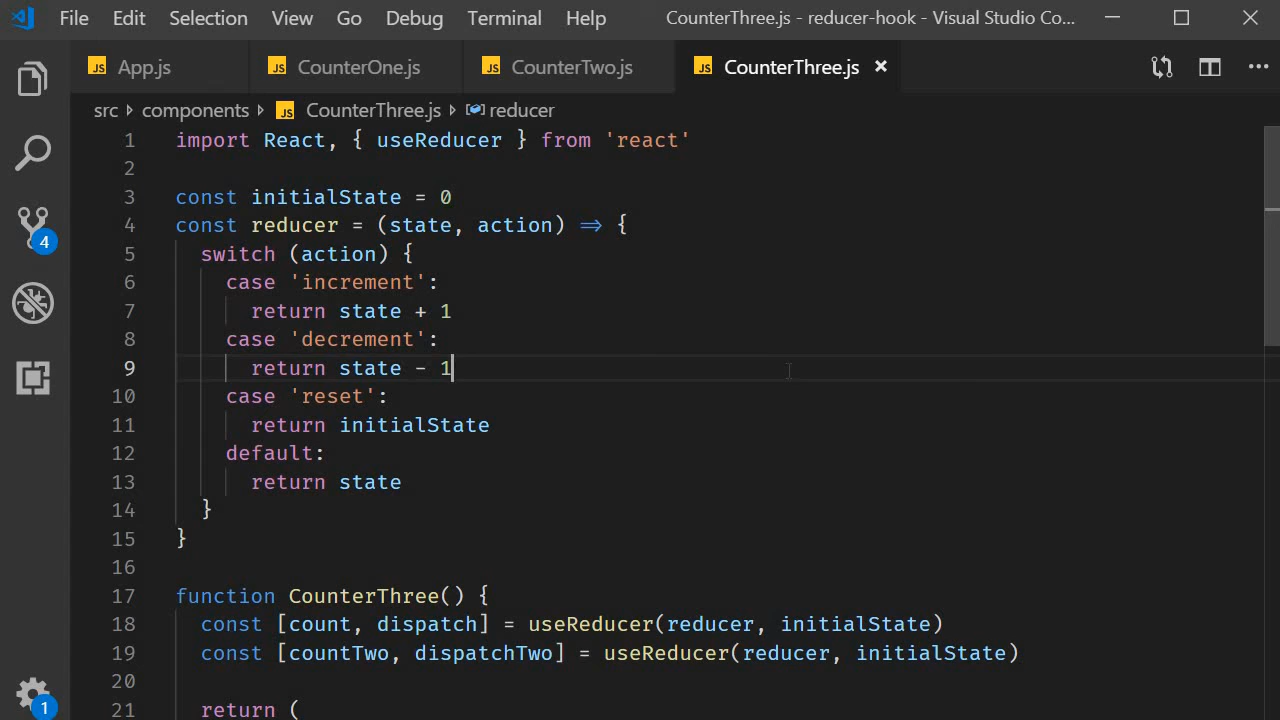 File Edit Selection View Go Debug Terminal Help CounterThree.js - reducer-hook - Visual Studio Co...
JS App.js JS CounterOne.js JS CounterTwo.js JS CounterThree.js ×
src > components > JS CounterThree.js > reducer
1 import React, { useReducer } from 'react'
2
3 const initialState = 0
4 const reducer = (state, action) => {
5 switch (action) {
6 case 'increment':
7 return state + 1
8 case 'decrement':
9 return state - 1
10 case 'reset':
11 return initialState
12 default:
13 return state
14 }
15 }
16
17 function CounterThree() {
18 const [count, dispatch] = useReducer(reducer, initialState)
19 const [countTwo, dispatchTwo] = useReducer(reducer, initialState)
20
21 return (
4
1